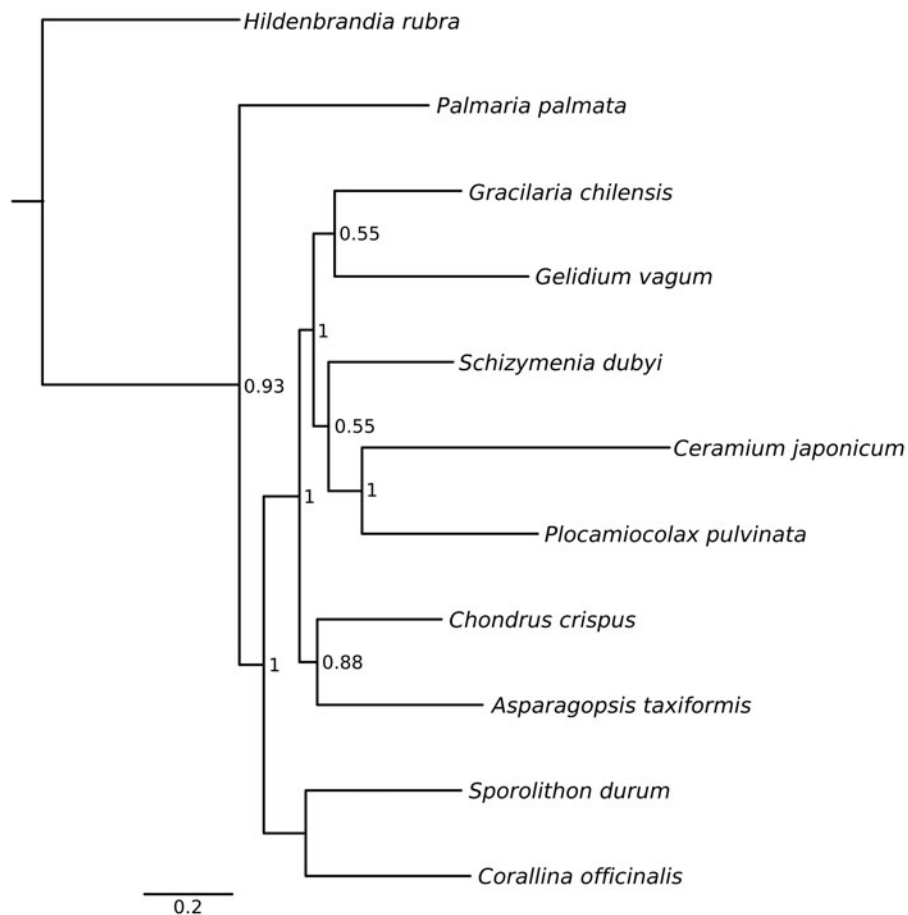 Hildenbrandia rubra
Palmaria palmata
Gracilaria chilensis
0.55
Gelidium vagum
1
Schizymenia dubyi
0.93
0.55
Ceramium japonicum
1
1
Plocamiocolax pulvinata
Chondrus crispus
0.88
1
Asparagopsis taxiformis
Sporolithon durum
Corallina officinalis
0.2